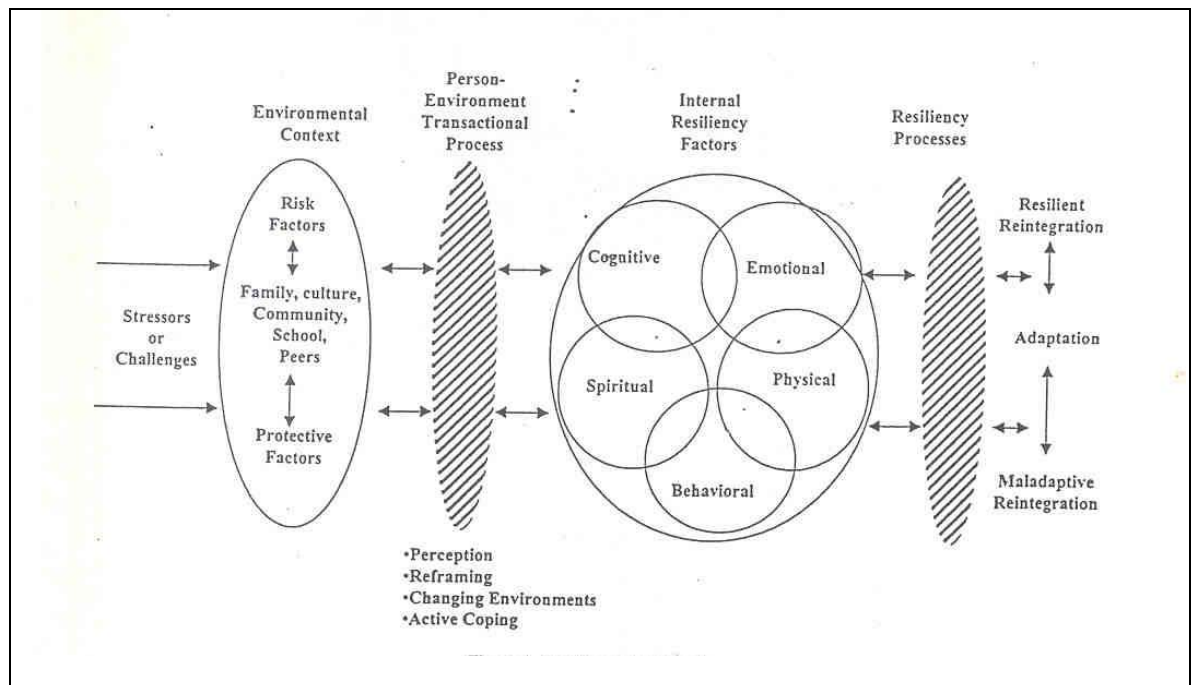 Stressors
or
Challenges
Environmental
Context
Risk
Factors
Family, culture,
Community,
School,
Peers
Protective
Factors
Person-
Environment
Transactional
Process
•Perception
•Reframing
•Changing Environments
•Active Coping
Internal
Resiliency
Factors
Cognitive
Emotional
Spiritual
Physical
Behavioral
Resiliency
Processes
Resilient
Reintegration
Adaptation
Maladaptive
Reintegration